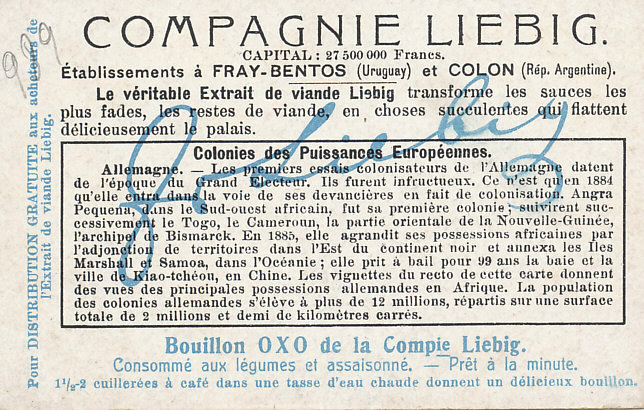 COMPAGNIE LIEBIG.
CAPITAL: 27 500 000 Francs.
Établissements à FRAY-BENTOS (Uruguay) et COLON (Rép. Argentine).
Le véritable Extrait de viande Liebig transforme les sauces les
plus fades, les restes de viande, en choses succulentes qui flattent
délicieusement le palais.
Colonies des Puissances Européennes.
Allemagne. — Les premiers essais colonisateurs de l'Allemagne datent
de l'époque du Grand Electeur. Ils furent infructueux. Ce n'est qu'en 1884
qu'elle entra dans la voie de ses devancières en fait de colonisation. Angra
Pequena, dans le Sud-ouest africain, fut sa première colonie; suivirent suc-
cessivement le Togo, le Cameroun, la partie orientale de la Nouvelle-Guinée,
l'archipel de Bismarck. En 1885, elle agrandit ses possessions africaines par
l'adjonction de territoires dans l'Est du continent noir et annexa les Iles
Marshall et Samoa, dans l'Océanie; elle prit à bail pour 99 ans la baie et la
ville de Kiao-tchéou, en Chine. Les vignettes du recto de cette carte donnent
des vues des principales possessions allemandes en Afrique. La population
des colonies allemandes s'élève à plus de 12 millions, répartis sur une surface
totale de 2 millions et demi de kilomètres carrés.
Bouillon OXO de la Compie Liebig.
Consommé aux légumes et assaisonné. — Prêt à la minute.
1½-2 cuillerées à café dans une tasse d'eau chaude donnent un délicieux bouillon.
Pour DISTRIBUTION GRATUITE aux acheteurs de
l'Extrait de viande Liebig.
J v Liebig